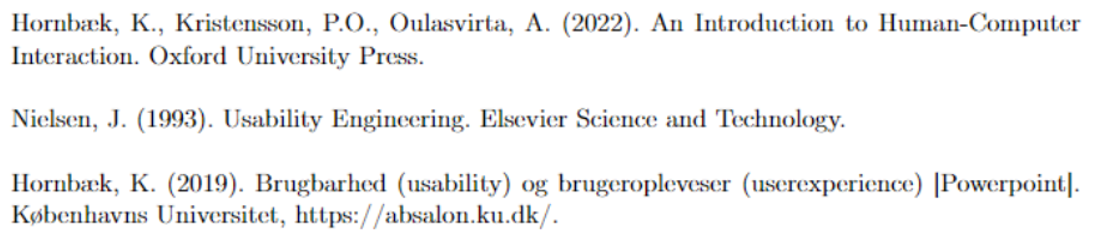 Hornbæk, K., Kristensson, P.O., Oulasvirta, A. (2022). An Introduction to Human-Computer
Interaction. Oxford University Press.
Nielsen, J. (1993). Usability Engineering. Elsevier Science and Technology.
Hornbæk, K. (2019). Brugbarhed (usability) og brugeropleveser (userexperience) [Powerpoint].
Københavns Universitet, https://absalon.ku.dk/.